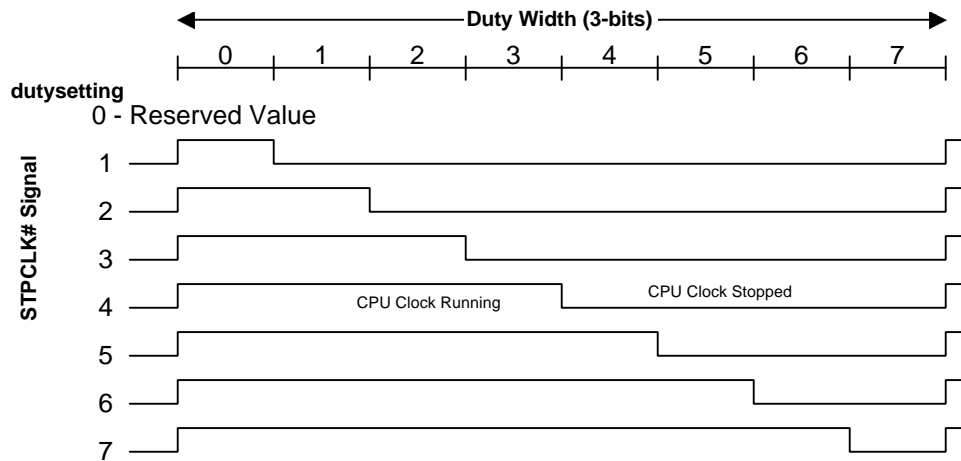 Duty Width (3-bits)
0 1 2 3 4 5 6 7
dutysetting
0 - Reserved Value
STPCLK# Signal
1
2
3
4
CPU Clock Running
CPU Clock Stopped
5
6
7